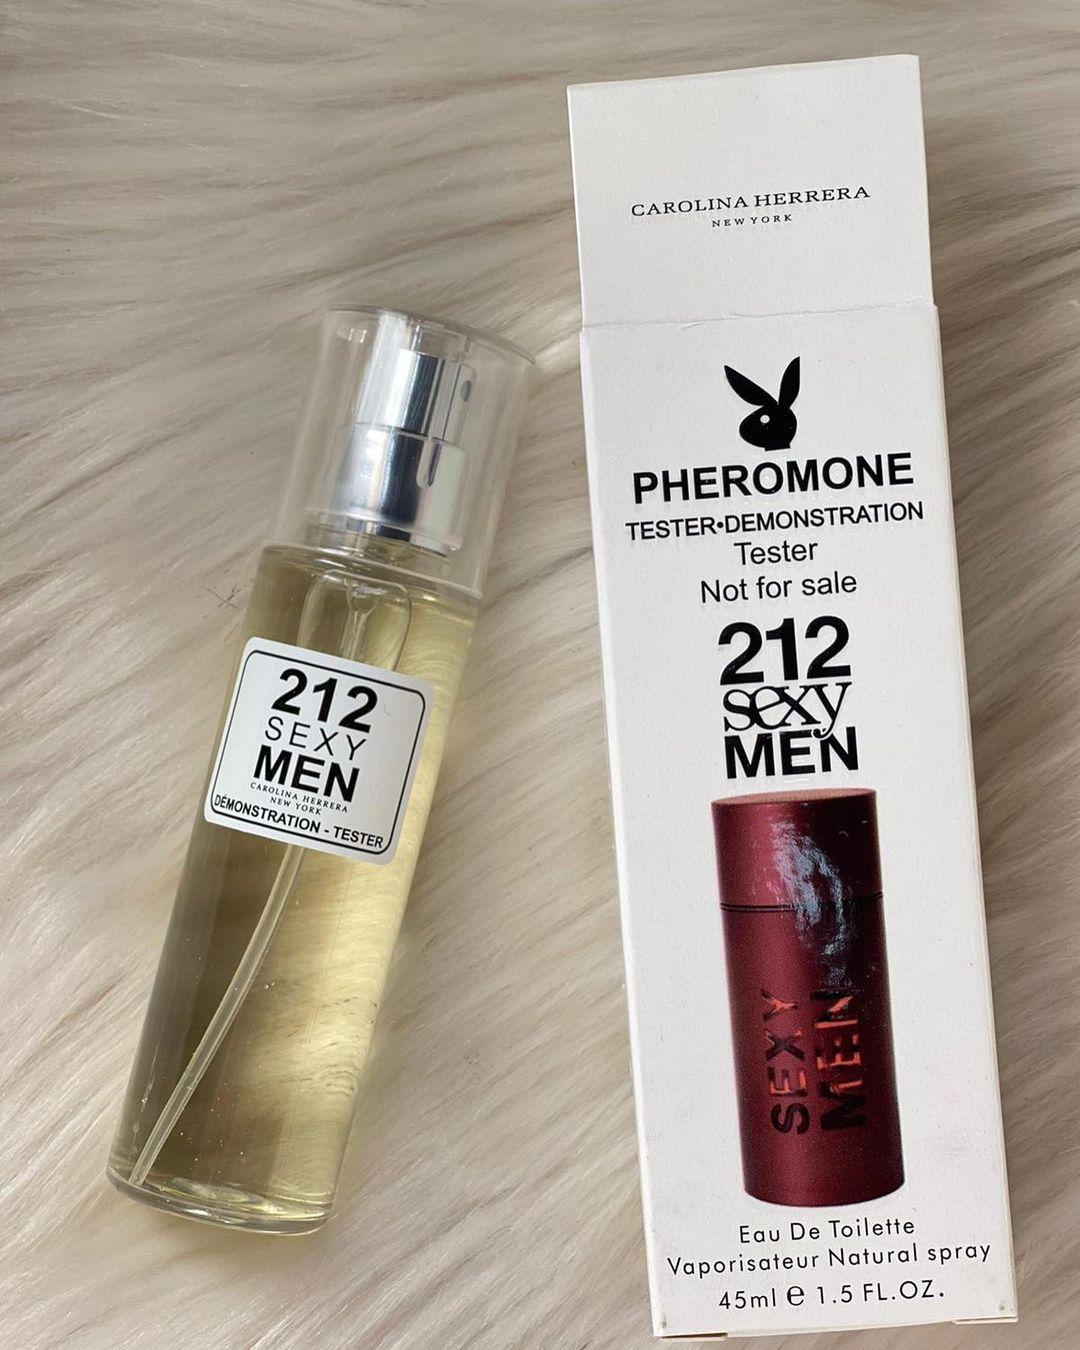 CAROLINA HERRERA
NEW YORK
PHEROMONE
TESTER•DEMONSTRATION
Tester
Not for sale
212
sexy
MEN
SEXY
MEN
Eau De Toilette
Vaporisateur Natural spray
45ml e 1.5 FL.OZ.
212
SEXY
MEN
CAROLINA HERRERA
NEW YORK
DÉMONSTRATION - TESTER